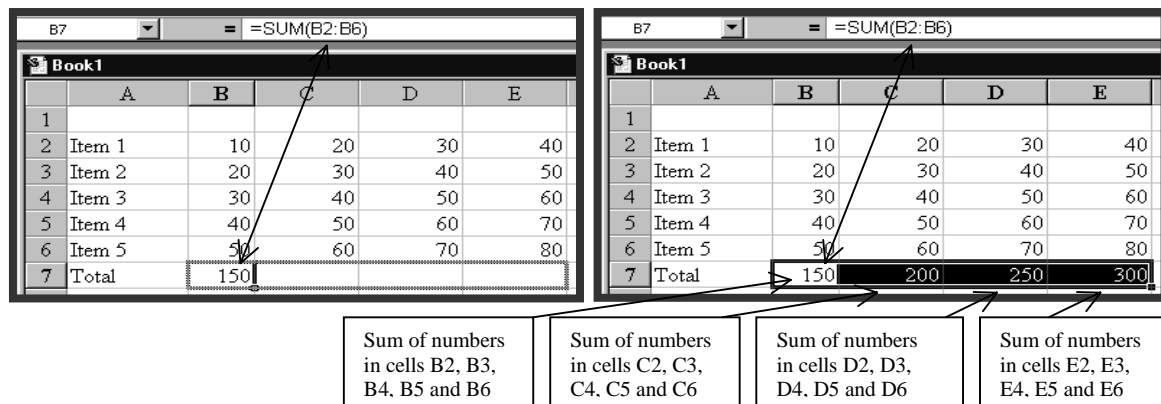 B7 = =SUM(B2:B6)
Book1
A B C D E
1
2 Item 1 10 20 30 40
3 Item 2 20 30 40 50
4 Item 3 30 40 50 60
5 Item 4 40 50 60 70
6 Item 5 50 60 70 80
7 Total 150
B7 = =SUM(B2:B6)
Book1
A B C D E
1
2 Item 1 10 20 30 40
3 Item 2 20 30 40 50
4 Item 3 30 40 50 60
5 Item 4 40 50 60 70
6 Item 5 50 60 70 80
7 Total 150 200 250 300
Sum of numbers
in cells B2, B3,
B4, B5 and B6
Sum of numbers
in cells C2, C3,
C4, C5 and C6
Sum of numbers
in cells D2, D3,
D4, D5 and D6
Sum of numbers
in cells E2, E3,
E4, E5 and E6